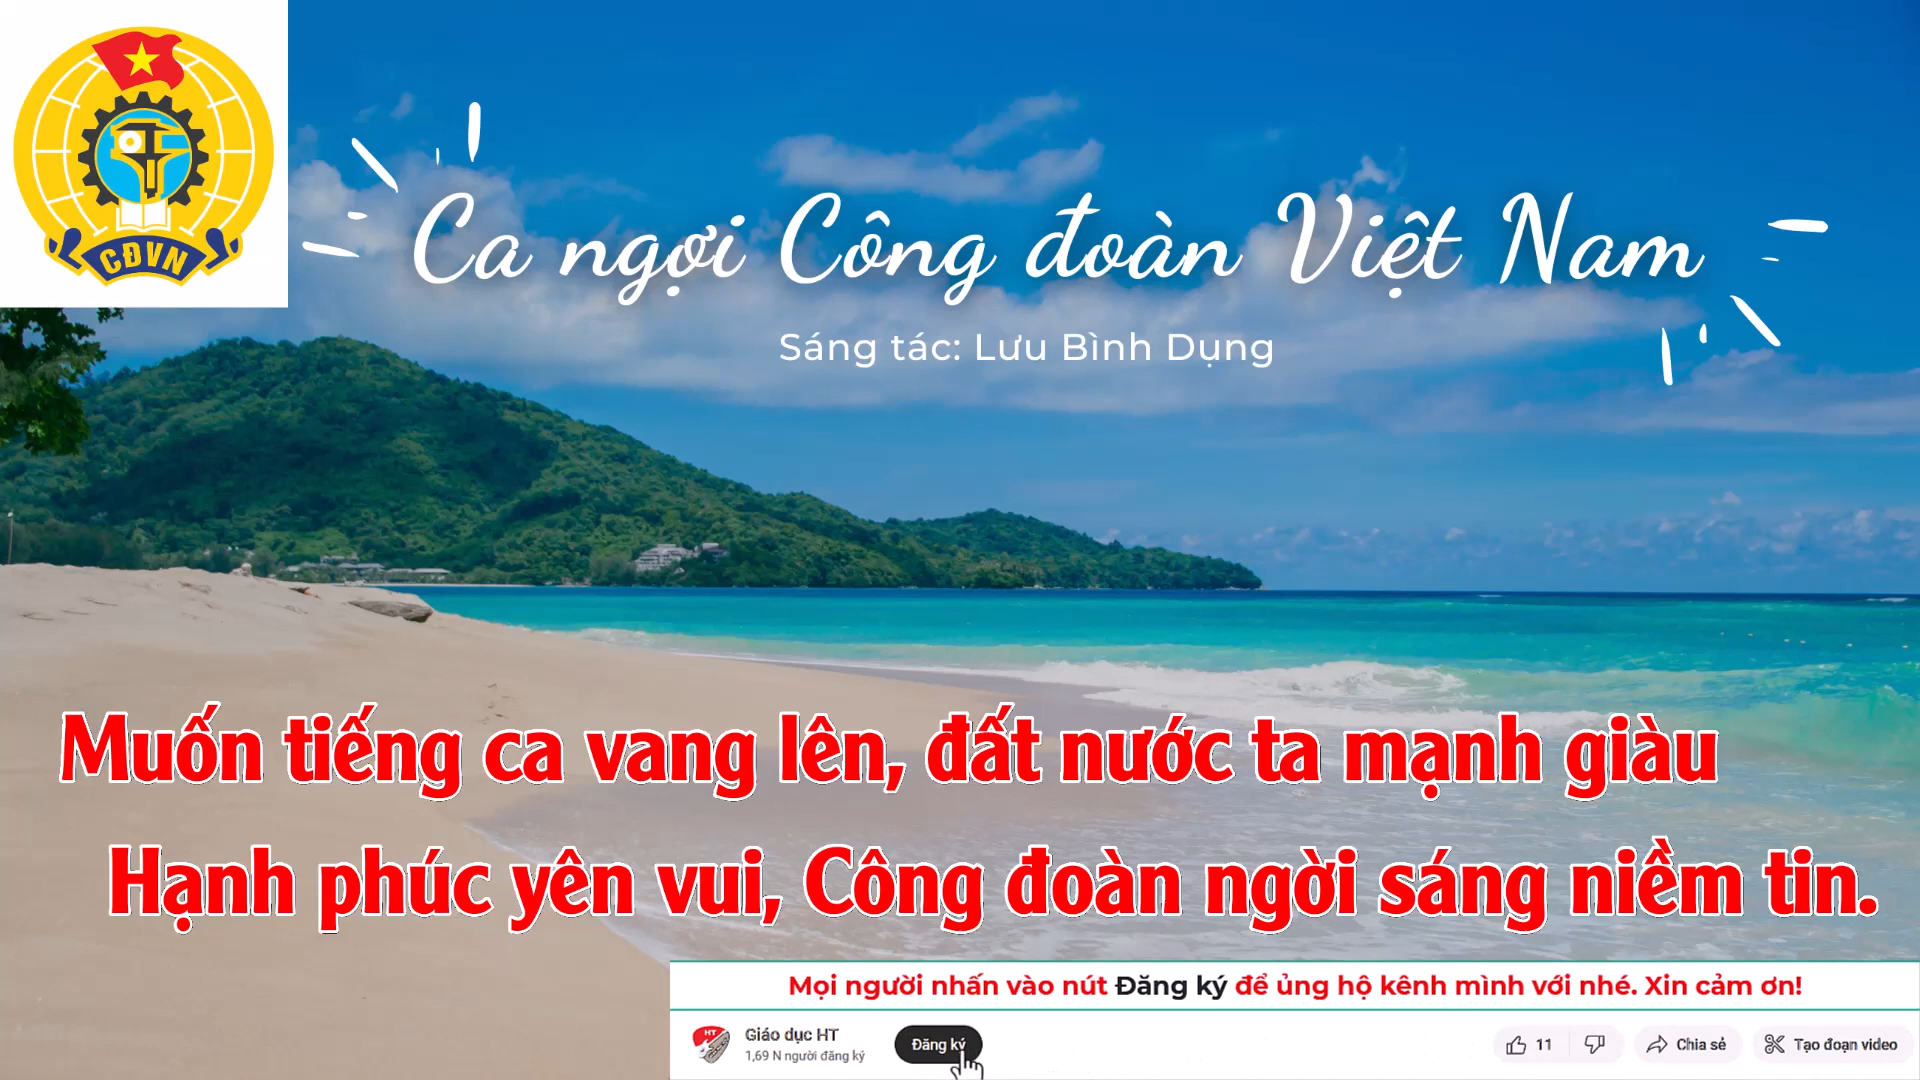 CĐVN
Ca ngợi Công đoàn Việt Nam
Sáng tác: Lưu Bình Dụng
Muốn tiếng ca vang lên, đất nước ta mạnh giàu
Hạnh phúc yên vui, Công đoàn ngời sáng niềm tin.
Mọi người nhấn vào nút Đăng ký để ủng hộ kênh mình với nhé. Xin cảm ơn!
HT
Giáo dục HT
1,69 N người đăng ký
Đăng ký
11
Chia sẻ
Tạo đoạn video